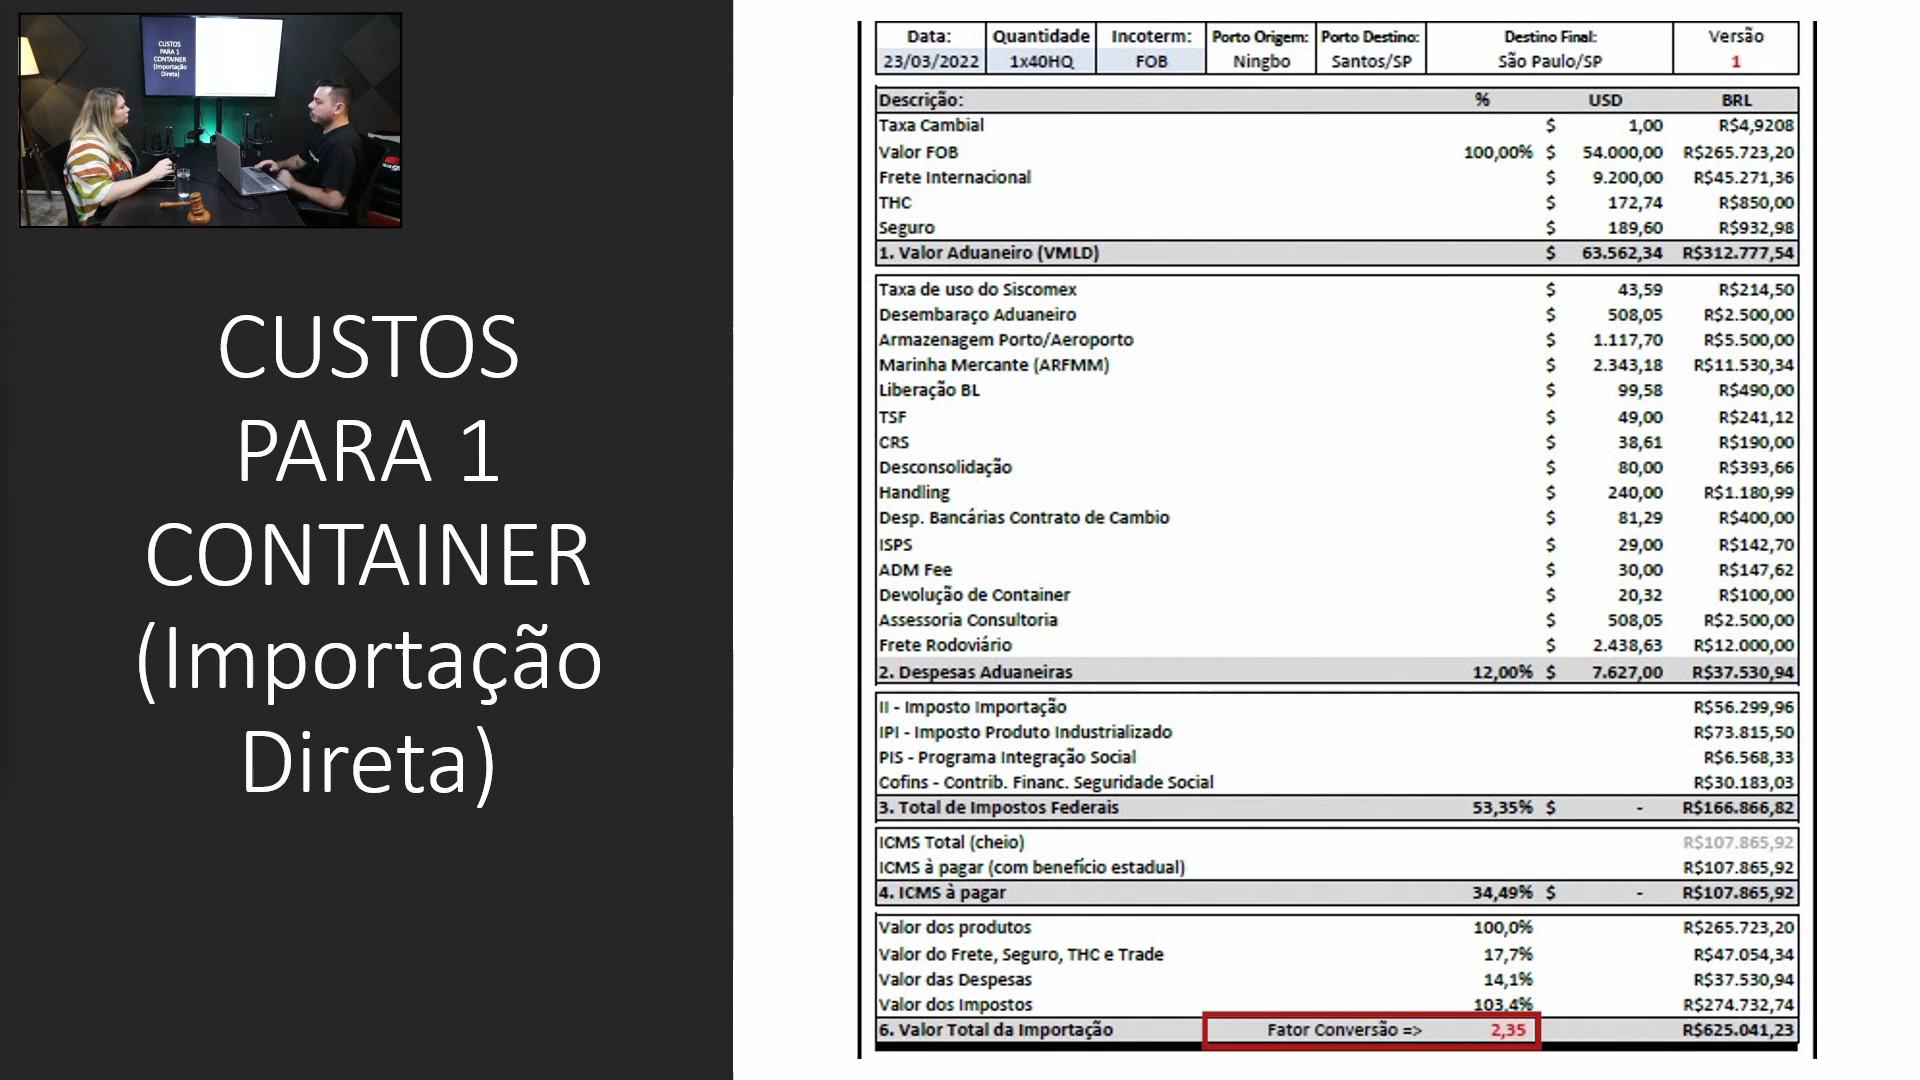 CUSTOS
PARA 1
CONTAINER
(Importação
Direta)
CUSTOS
PARA 1
CONTAINER
(Importação
Direta)
Data: Quantidade Incoterm: Porto Origem: Porto Destino: Destino Final: Versão
23/03/2022 1x40HQ FOB Ningbo Santos/SP São Paulo/SP 1
Descrição: % USD BRL
Taxa Cambial $ 1,00 R$4,9208
Valor FOB 100,00% $ 54.000,00 R$265.723,20
Frete Internacional $ 9.200,00 R$45.271,36
THC $ 172,74 R$850,00
Seguro $ 189,60 R$932,98
1. Valor Aduaneiro (VMLD) $ 63.562,34 R$312.777,54
Taxa de uso do Siscomex $ 43,59 R$214,50
Desembaraço Aduaneiro $ 508,05 R$2.500,00
Armazenagem Porto/Aeroporto $ 1.117,70 R$5.500,00
Marinha Mercante (ARFMM) $ 2.343,18 R$11.530,34
Liberação BL $ 99,58 R$490,00
TSF $ 49,00 R$241,12
CRS $ 38,61 R$190,00
Desconsolidação $ 80,00 R$393,66
Handling $ 240,00 R$1.180,99
Desp. Bancárias Contrato de Cambio $ 81,29 R$400,00
ISPS $ 29,00 R$142,70
ADM Fee $ 30,00 R$147,62
Devolução de Container $ 20,32 R$100,00
Assessoria Consultoria $ 508,05 R$2.500,00
Frete Rodoviário $ 2.438,63 R$12.000,00
2. Despesas Aduaneiras 12,00% $ 7.627,00 R$37.530,94
II - Imposto Importação R$56.299,96
IPI - Imposto Produto Industrializado R$73.815,50
PIS - Programa Integração Social R$6.568,33
Cofins - Contrib. Financ. Seguridade Social R$30.183,03
3. Total de Impostos Federais 53,35% $ - R$166.866,82
ICMS Total (cheio) R$107.865,92
ICMS à pagar (com benefício estadual) R$107.865,92
4. ICMS à pagar 34,49% $ - R$107.865,92
Valor dos produtos 100,0% R$265.723,20
Valor do Frete, Seguro, THC e Trade 17,7% R$47.054,34
Valor das Despesas 14,1% R$37.530,94
Valor dos Impostos 103,4% R$274.732,74
6. Valor Total da Importação Fator Conversão => 2,35 R$625.041,23